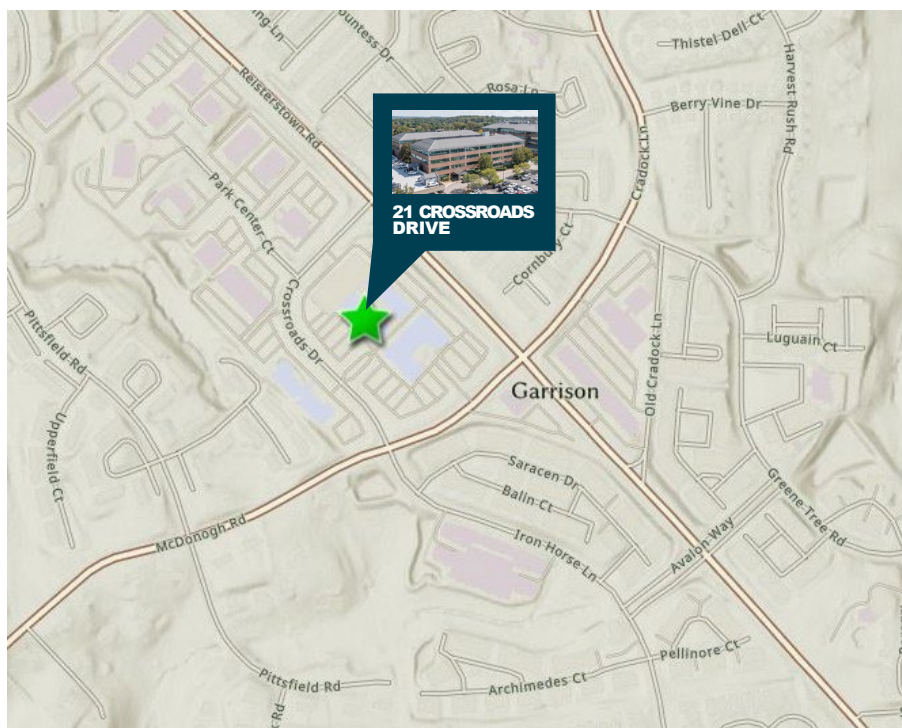 Thistel Dell Ct
Harvest Rush Rd
Reisterstown Rd
Rosa Ln
Berry Vine Dr
Cradock Ln
21 CROSSROADS
DRIVE
Park Center Ct
Cornbury Ct
Crossroads Dr
Pittsfield Rd
Old Cradock Ln
Luguain Ct
Garrison
Upperfield Ct
Saracen Dr
Balin Ct
Greene Tree Rd
McDonogh Rd
Iron Horse Ln
Avalon Way
Pellinore Ct
Pittsfield Rd
Archimedes Ct